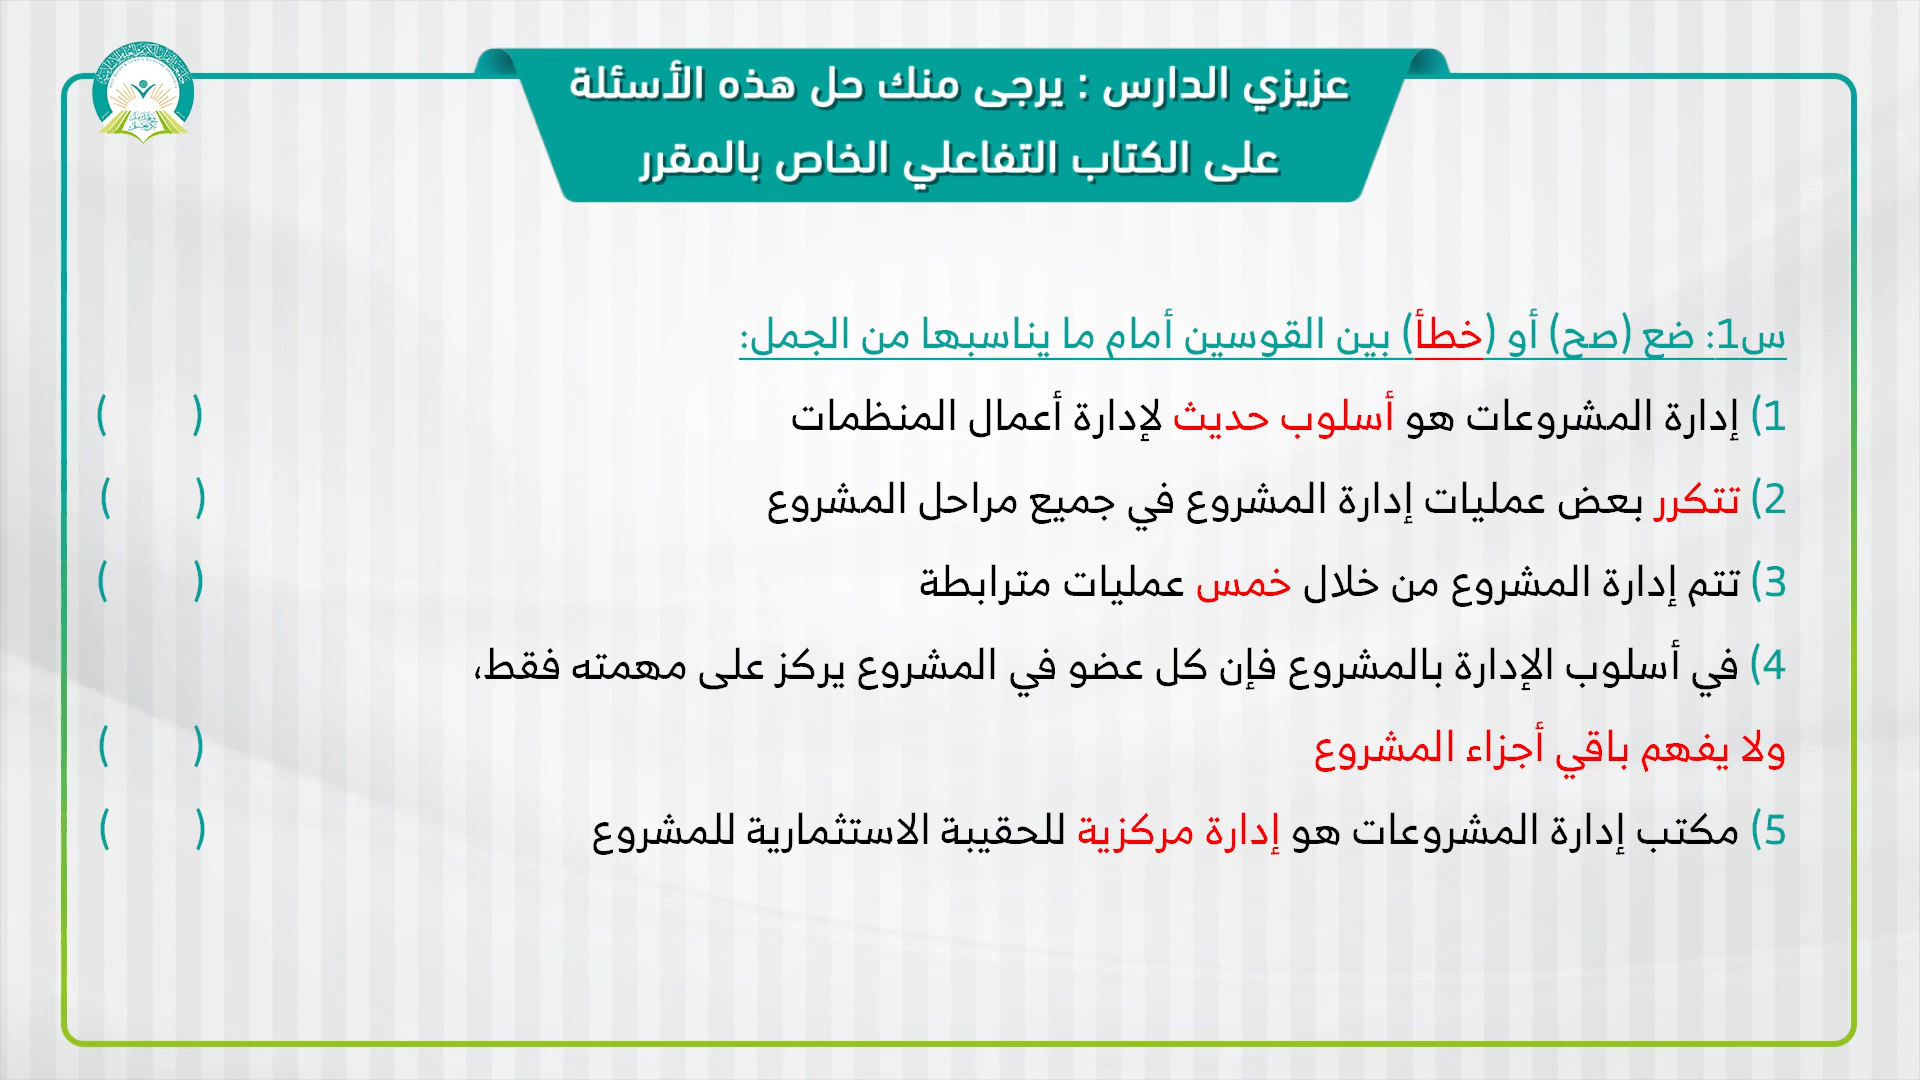 عزيزي الدارس : يرجى منك حل هذه الأسئلة
على الكتاب التفاعلي الخاص بالمقرر
س1: ضع (صح) أو (خطأ) بين القوسين أمام ما يناسبها من الجمل:
1) إدارة المشروعات هو أسلوب حديث لإدارة أعمال المنظمات ( )
2) تتكرر بعض عمليات إدارة المشروع في جميع مراحل المشروع ( )
3) تتم إدارة المشروع من خلال خمس عمليات مترابطة ( )
4) في أسلوب الإدارة بالمشروع فإن كل عضو في المشروع يركز على مهمته فقط،
ولا يفهم باقي أجزاء المشروع ( )
5) مكتب إدارة المشروعات هو إدارة مركزية للحقيبة الاستثمارية للمشروع ( )